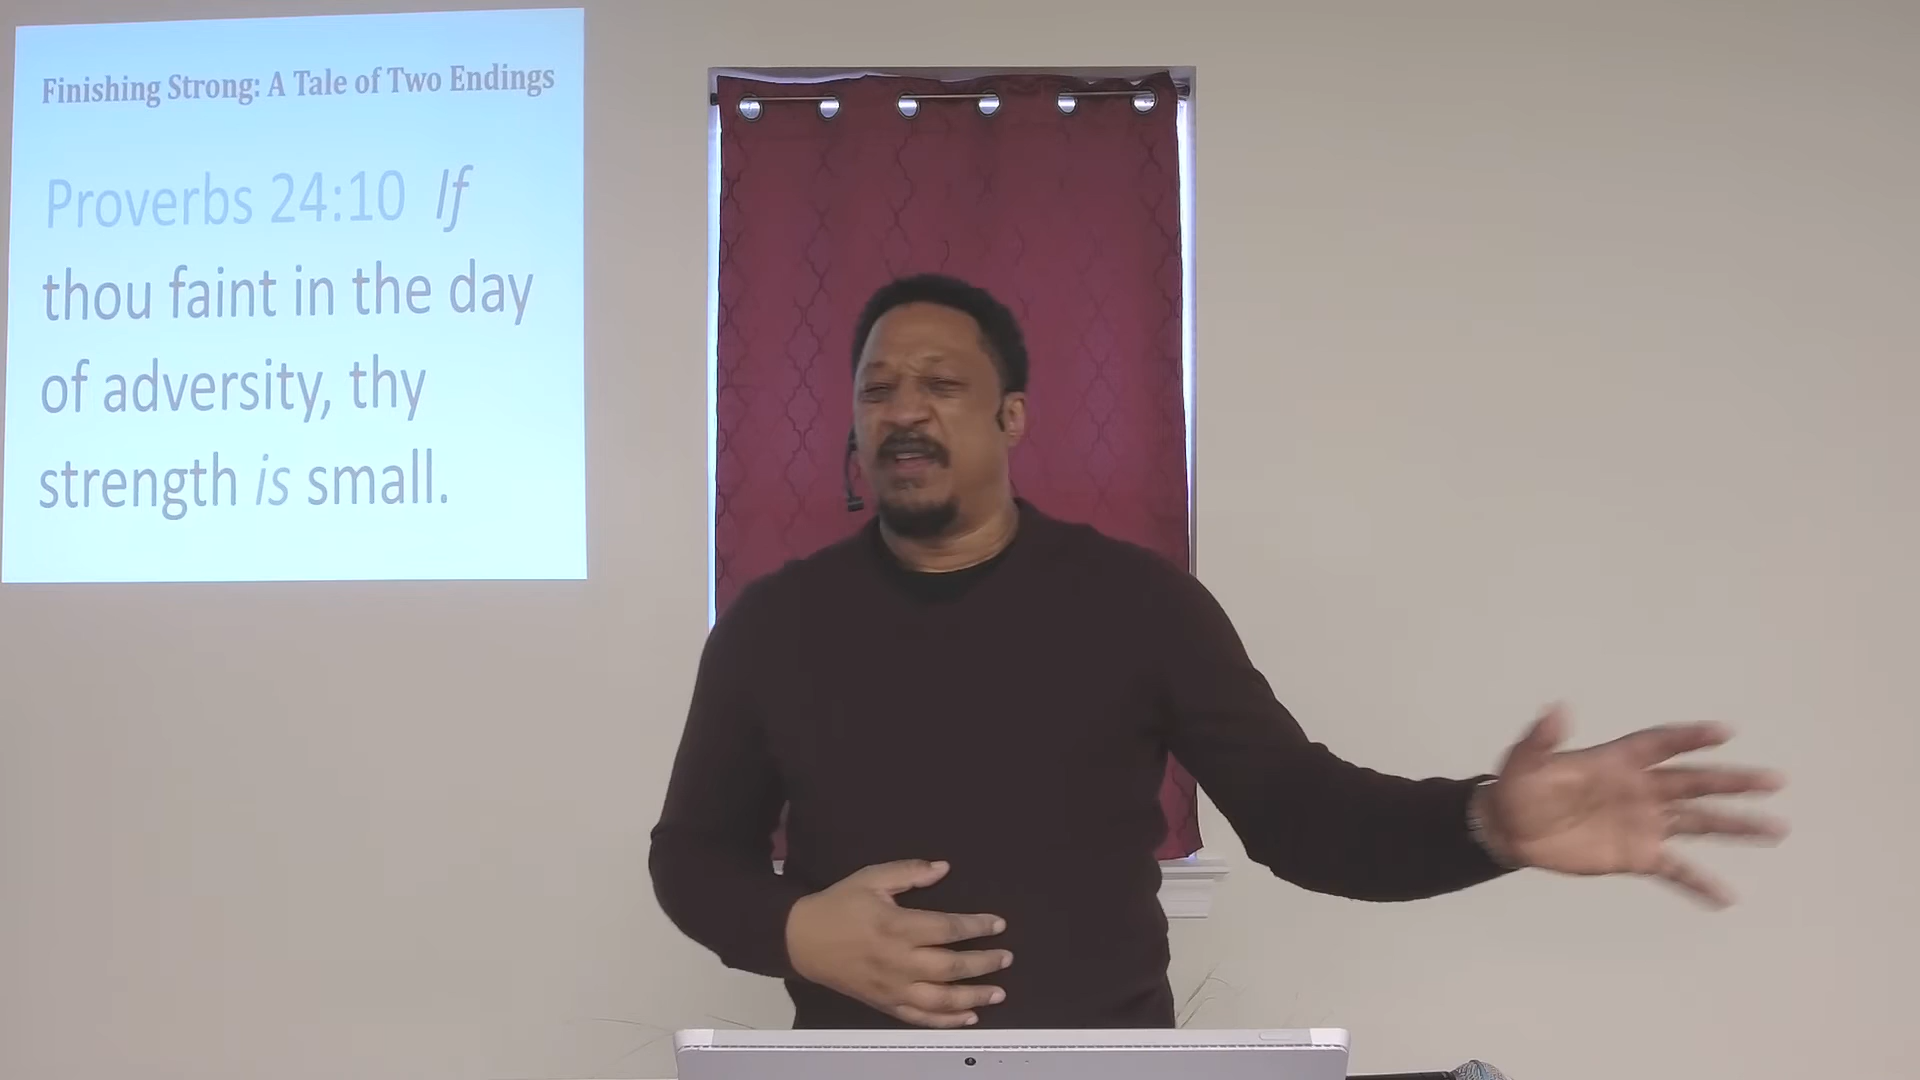 Finishing Strong: A Tale of Two Endings
Proverbs 24:10 If
thou faint in the day
of adversity, thy
strength is small.